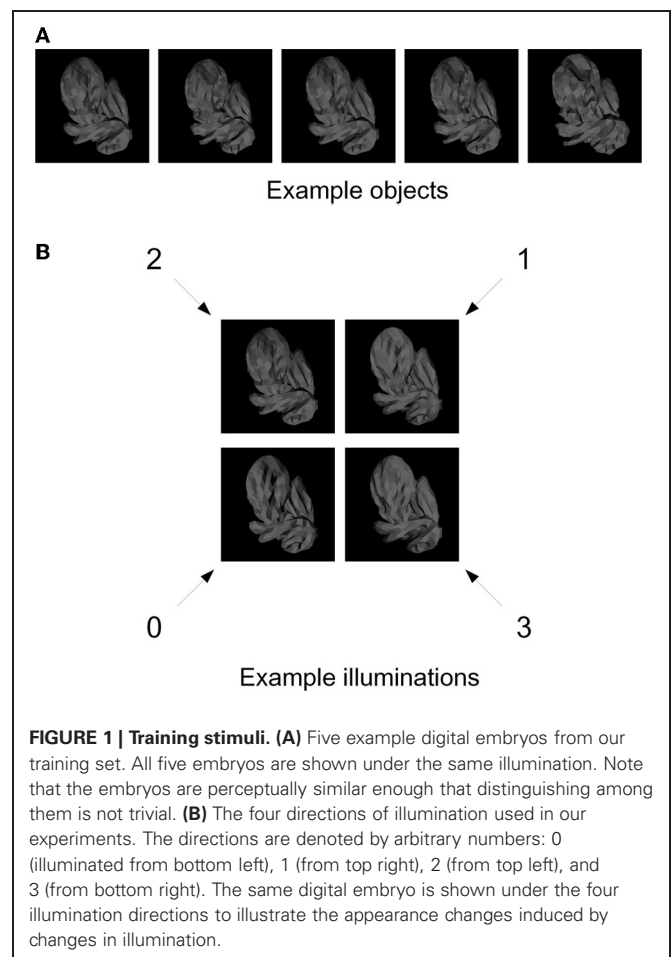 A
Example objects
B
2 1
0 3
Example illuminations
FIGURE 1 | Training stimuli. (A) Five example digital embryos from our
training set. All five embryos are shown under the same illumination. Note
that the embryos are perceptually similar enough that distinguishing among
them is not trivial. (B) The four directions of illumination used in our
experiments. The directions are denoted by arbitrary numbers: 0
(illuminated from bottom left), 1 (from top right), 2 (from top left), and
3 (from bottom right). The same digital embryo is shown under the four
illumination directions to illustrate the appearance changes induced by
changes in illumination.